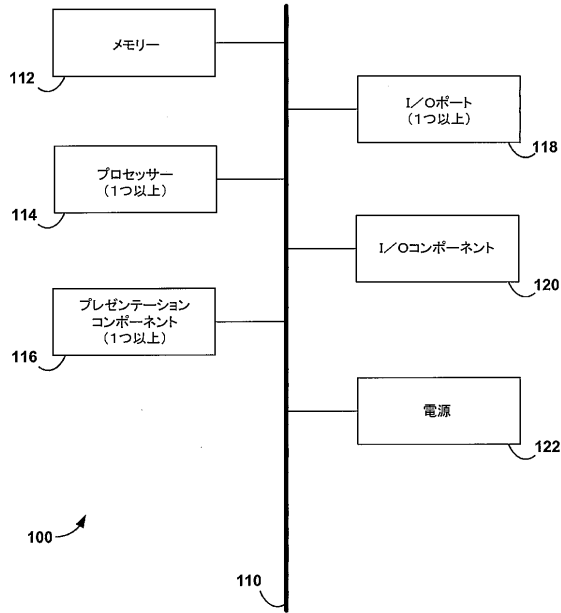 メモリー
112
プロセッサー
(1つ以上)
114
プレゼンテーション
コンポーネント
(1つ以上)
116
I/Oポート
(1つ以上)
118
I/Oコンポーネント
120
電源
122
100
110